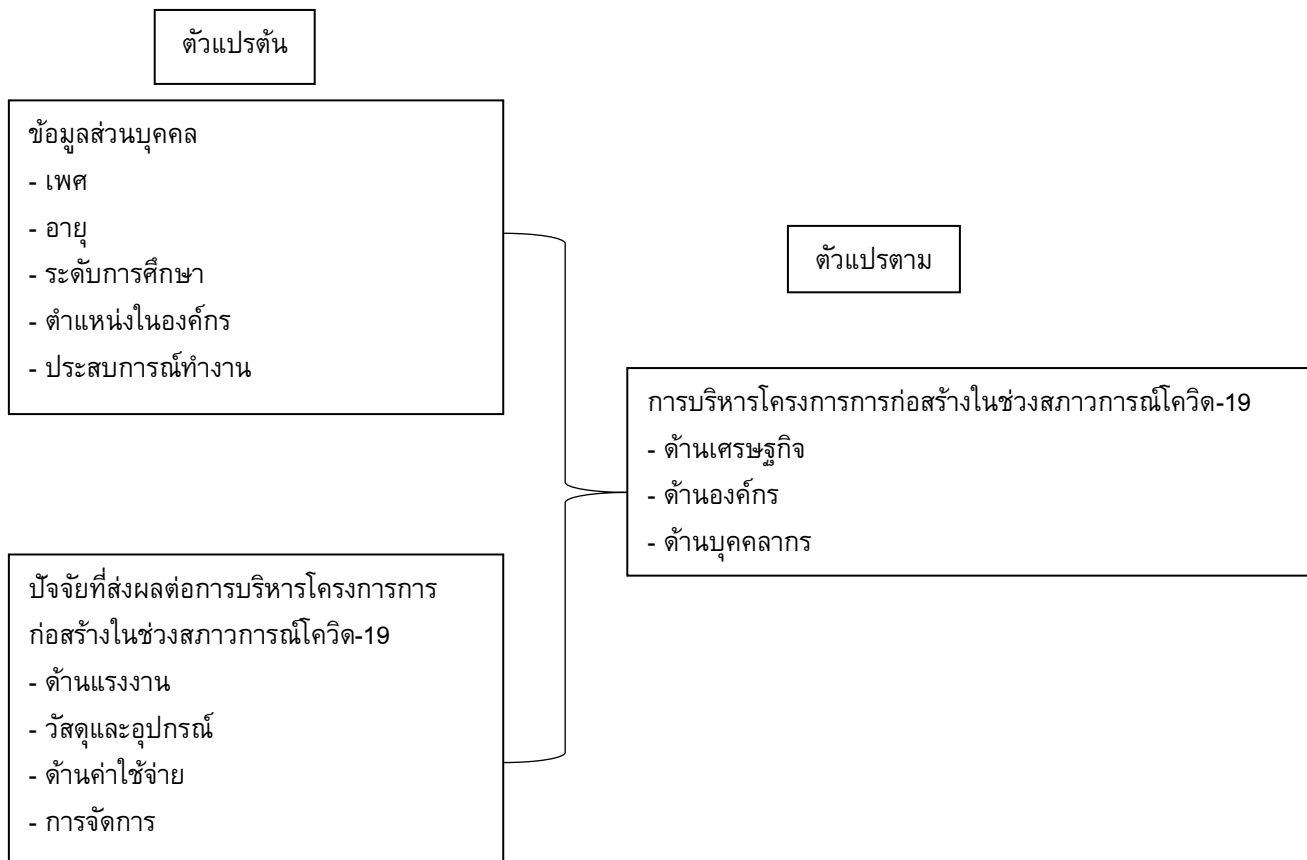 ตัวแปรต้น
ข้อมูลส่วนบุคคล
- เพศ
- อายุ
- ระดับการศึกษา
- ตำแหน่งในองค์กร
- ประสบการณ์ทำงาน
ปัจจัยที่ส่งผลต่อการบริหารโครงการการ
ก่อสร้างในช่วงสภาวการณ์โควิด-19
- ด้านแรงงาน
- วัสดุและอุปกรณ์
- ด้านค่าใช้จ่าย
- การจัดการ
ตัวแปรตาม
การบริหารโครงการการก่อสร้างในช่วงสภาวการณ์โควิด-19
- ด้านเศรษฐกิจ
- ด้านองค์กร
- ด้านบุคคลากร